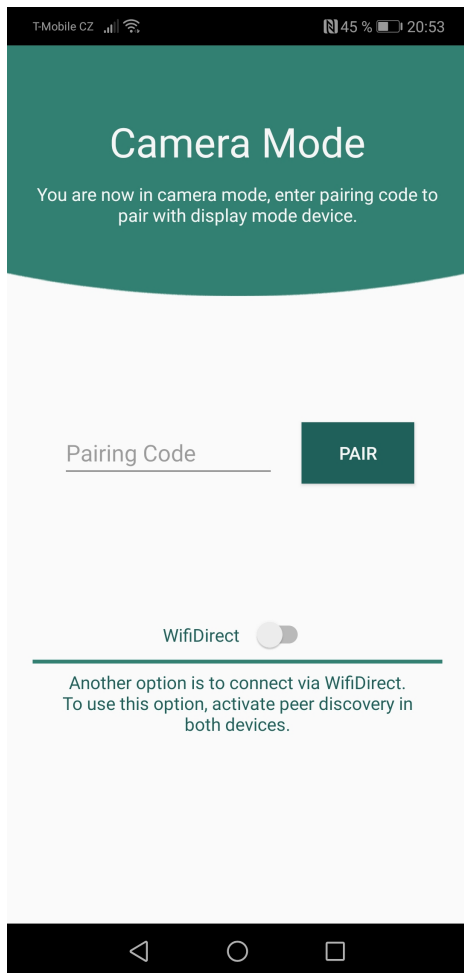 T-Mobile CZ 45 % 20:53
Camera Mode
You are now in camera mode, enter pairing code to
pair with display mode device.
Pairing Code PAIR
WifiDirect
Another option is to connect via WifiDirect.
To use this option, activate peer discovery in
both devices.